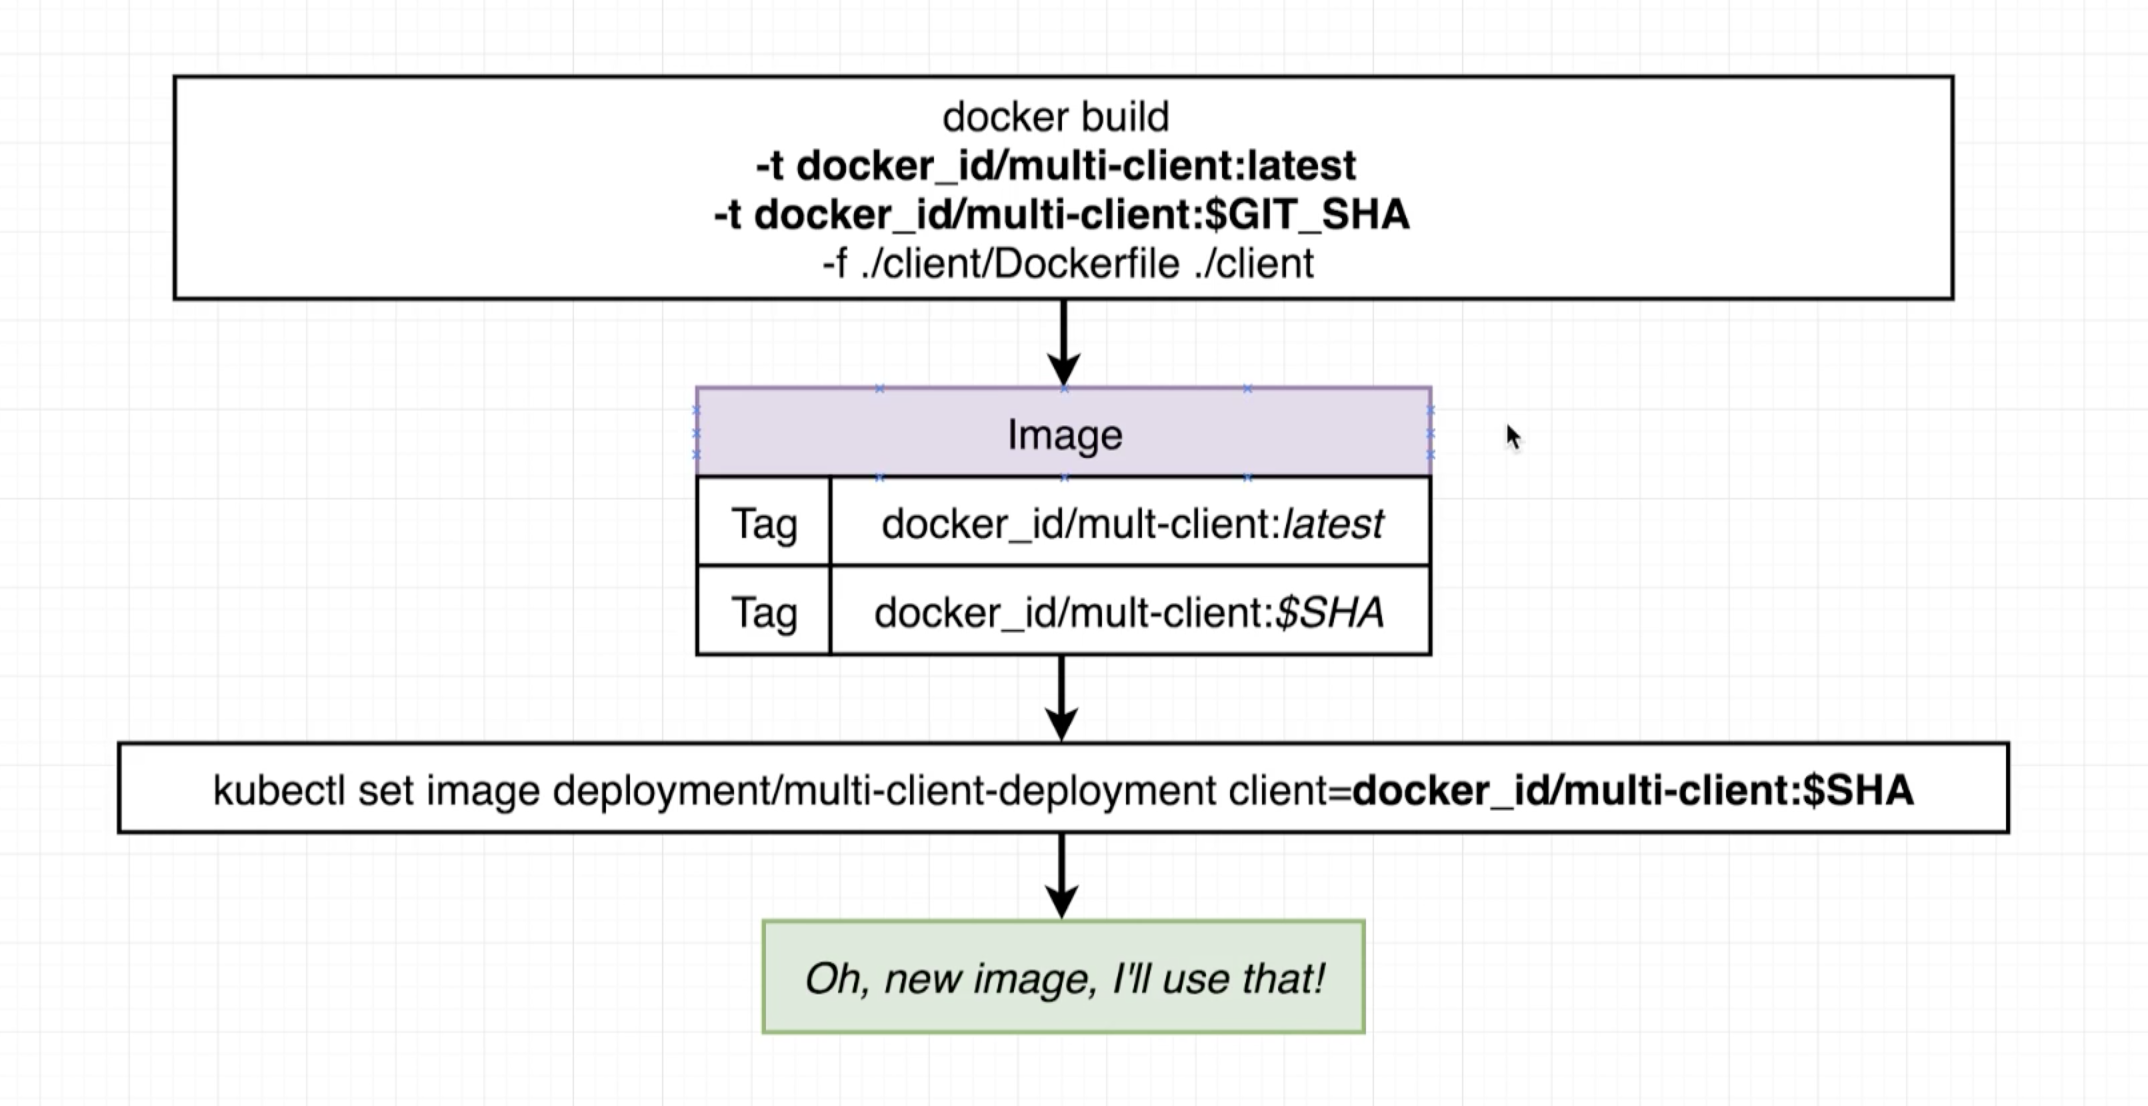 docker build
-t docker_id/multi-client:latest
-t docker_id/multi-client:$GIT_SHA
-f ./client/Dockerfile ./client
Image
Tag docker_id/mult-client:latest
Tag docker_id/mult-client:$SHA
kubectl set image deployment/multi-client-deployment client=docker_id/multi-client:$SHA
Oh, new image, I'll use that!